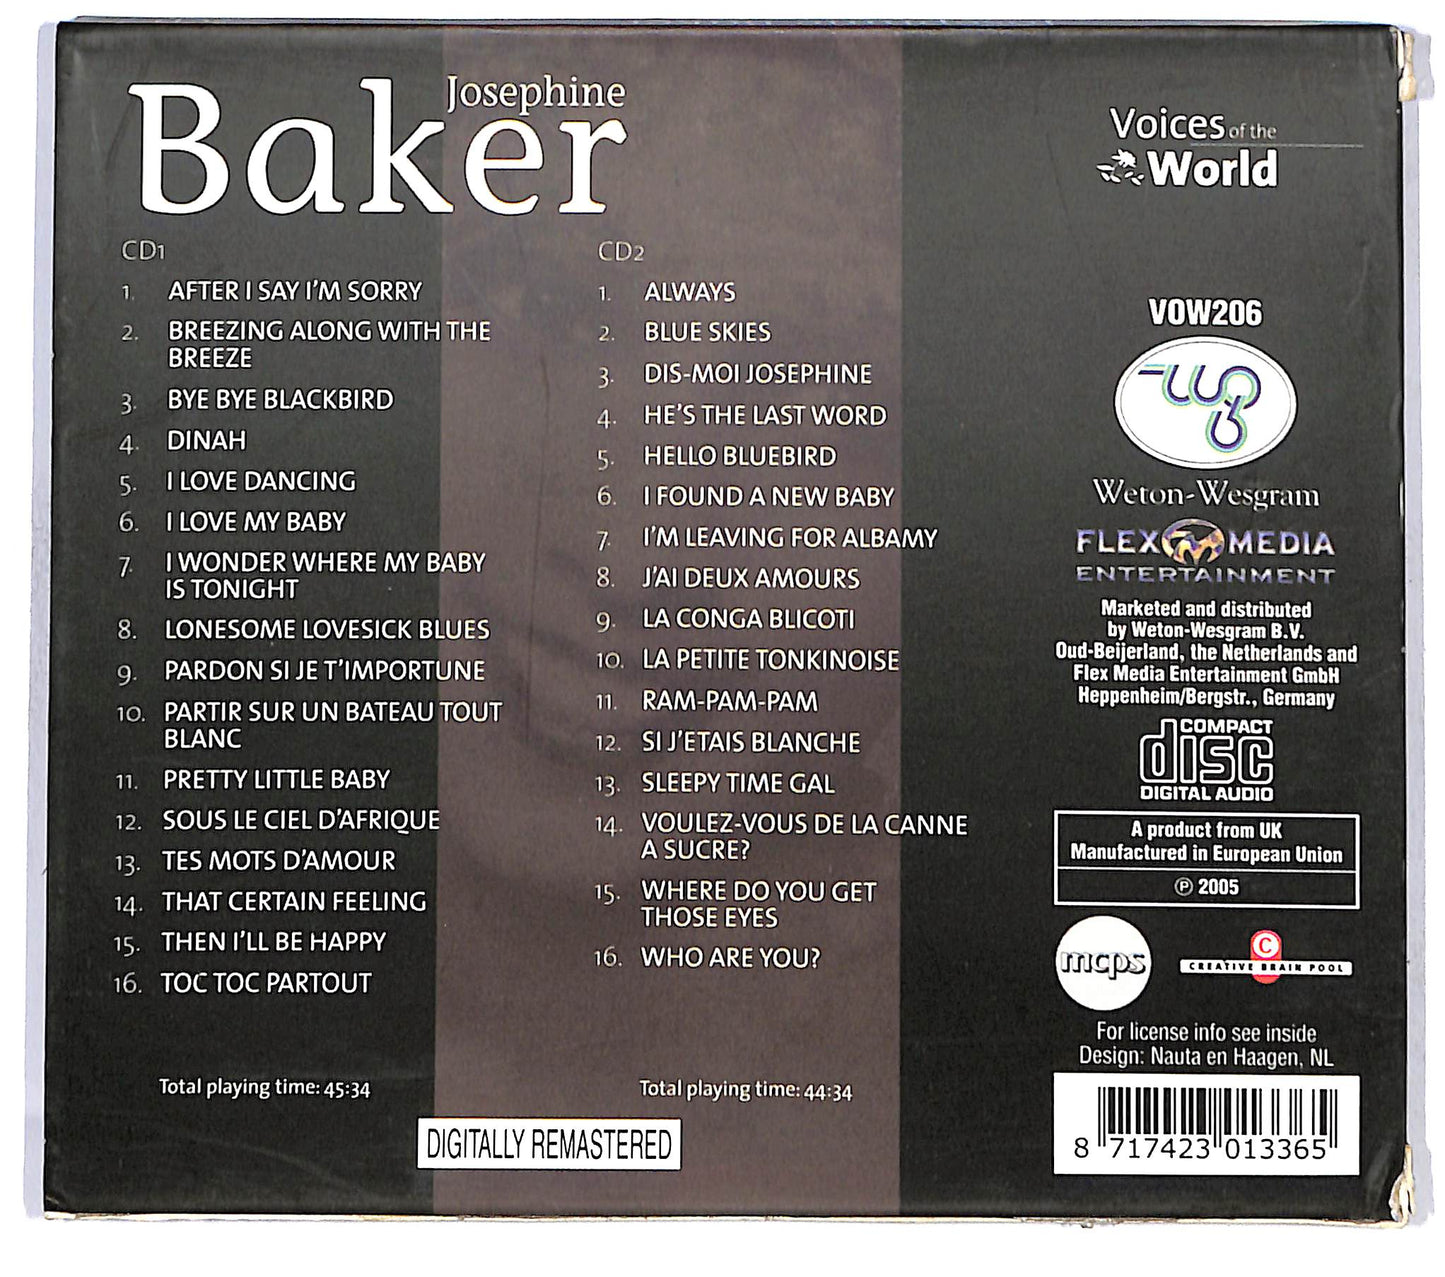 Josephine
Baker
CD1
1. AFTER I SAY I'M SORRY
2. BREEZING ALONG WITH THE
BREEZE
3. BYE BYE BLACKBIRD
4. DINAH
5. I LOVE DANCING
6. I LOVE MY BABY
7. I WONDER WHERE MY BABY
IS TONIGHT
8. LONESOME LOVESICK BLUES
9. PARDON SI JE T'IMPORTUNE
10. PARTIR SUR UN BATEAU TOUT
BLANC
11. PRETTY LITTLE BABY
12. SOUS LE CIEL D'AFRIQUE
13. TES MOTS D'AMOUR
14. THAT CERTAIN FEELING
15. THEN I'LL BE HAPPY
16. TOC TOC PARTOUT
Total playing time: 45:34
CD2
1. ALWAYS
2. BLUE SKIES
3. DIS-MOI JOSEPHINE
4. HE'S THE LAST WORD
5. HELLO BLUEBIRD
6. I FOUND A NEW BABY
7. I'M LEAVING FOR ALBAMY
8. J'AI DEUX AMOURS
9. LA CONGA BLICOTI
10. LA PETITE TONKINOISE
11. RAM-PAM-PAM
12. SI J'ETAIS BLANCHE
13. SLEEPY TIME GAL
14. VOULEZ-VOUS DE LA CANNE
A SUCRE?
15. WHERE DO YOU GET
THOSE EYES
16. WHO ARE YOU?
Total playing time: 44:34
DIGITALLY REMASTERED
Voices of the
World
VOW206
Weton-Wesgram
FLEX MEDIA
ENTERTAINMENT
Marketed and distributed
by Weton-Wesgram B.V.
Oud-Beijerland, the Netherlands and
Flex Media Entertainment GmbH
Heppenheim/Bergstr., Germany
COMPACT
disc
DIGITAL AUDIO
A product from UK
Manufactured in European Union
℗ 2005
mcps
C
CREATIVE BRAIN POOL
For license info see inside
Design: Nauta en Haagen, NL
8 717423 013365